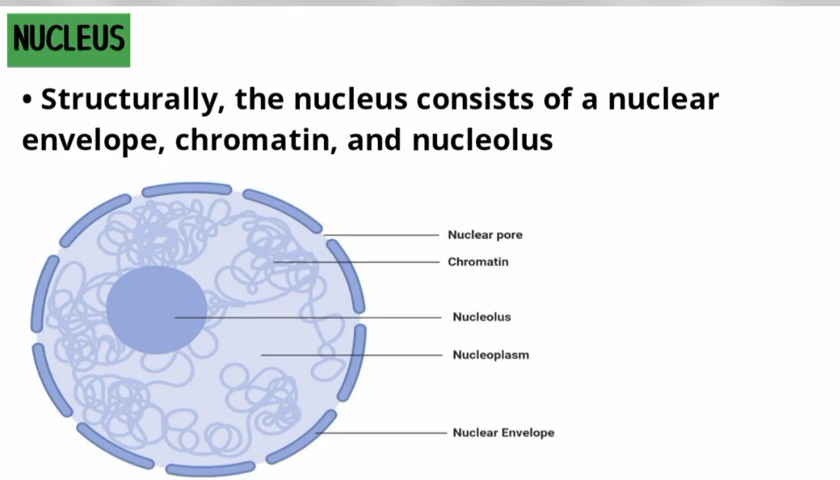 NUCLEUS
• Structurally, the nucleus consists of a nuclear
envelope, chromatin, and nucleolus
Nuclear pore
Chromatin
Nucleolus
Nucleoplasm
Nuclear Envelope